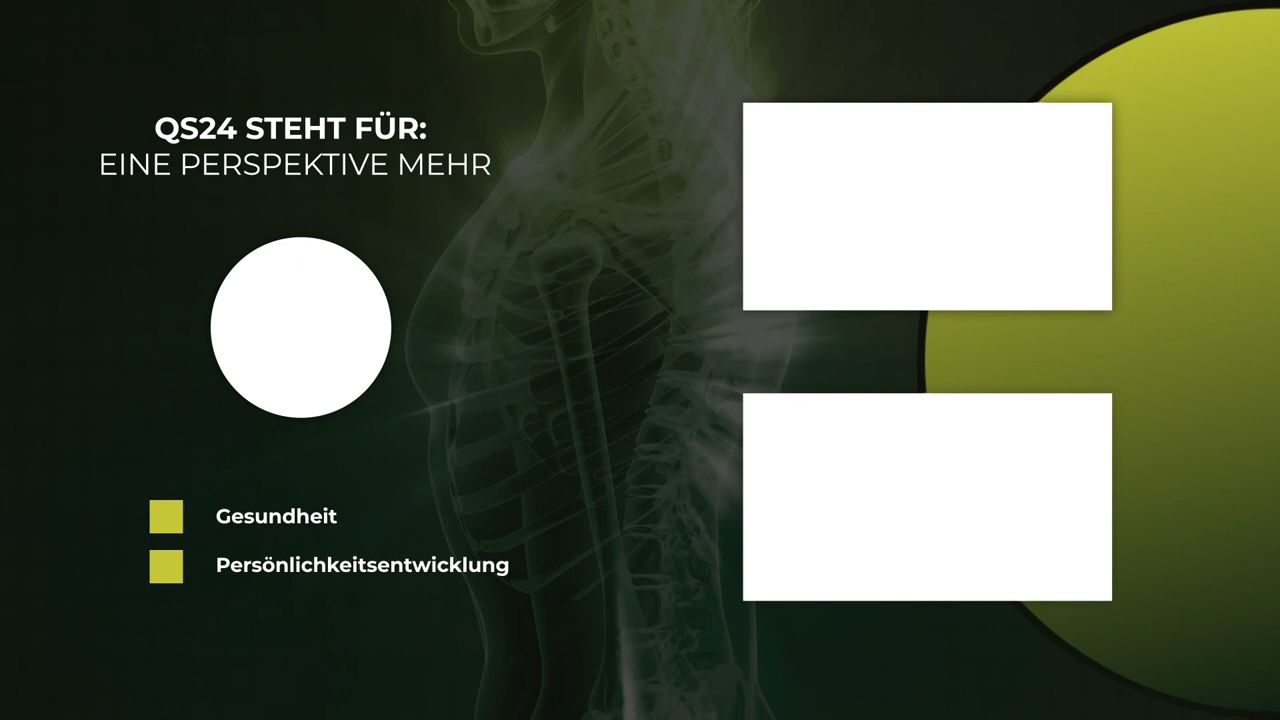 QS24 STEHT FÜR:
EINE PERSPEKTIVE MEHR
Gesundheit
Persönlichkeitsentwicklung